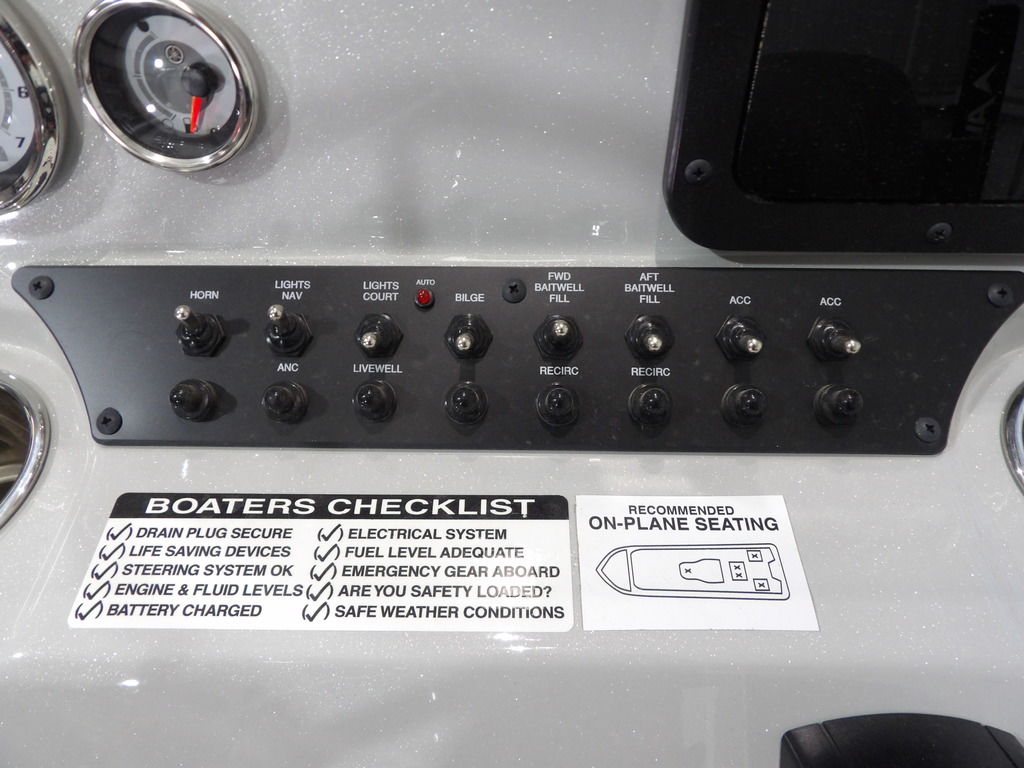 6
7
HORN
LIGHTS
NAV
LIGHTS
COURT
AUTO
BILGE
FWD
BAITWELL
FILL
AFT
BAITWELL
FILL
ACC
ACC
ANC
LIVEWELL
RECIRC
RECIRC
BOATERS CHECKLIST
DRAIN PLUG SECURE
LIFE SAVING DEVICES
STEERING SYSTEM OK
ENGINE & FLUID LEVELS
BATTERY CHARGED
ELECTRICAL SYSTEM
FUEL LEVEL ADEQUATE
EMERGENCY GEAR ABOARD
ARE YOU SAFETY LOADED?
SAFE WEATHER CONDITIONS
RECOMMENDED
ON-PLANE SEATING